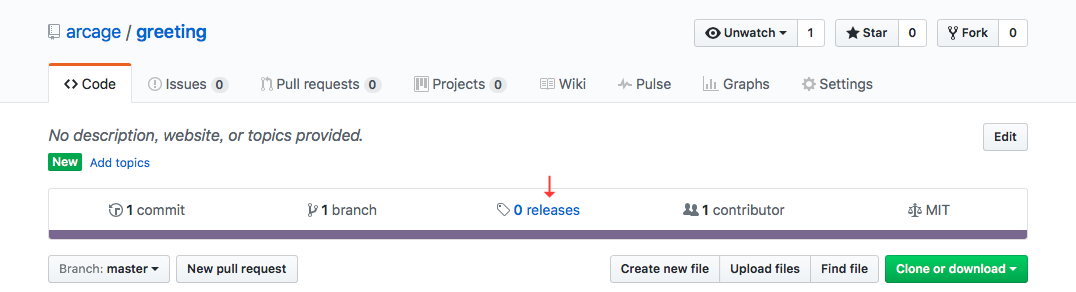 arcage / greeting
Unwatch 1 Star 0 Fork 0
Code Issues 0 Pull requests 0 Projects 0 Wiki Pulse Graphs Settings
No description, website, or topics provided.
Edit
New Add topics
1 commit 1 branch 0 releases 1 contributor MIT
Branch: master New pull request Create new file Upload files Find file Clone or download